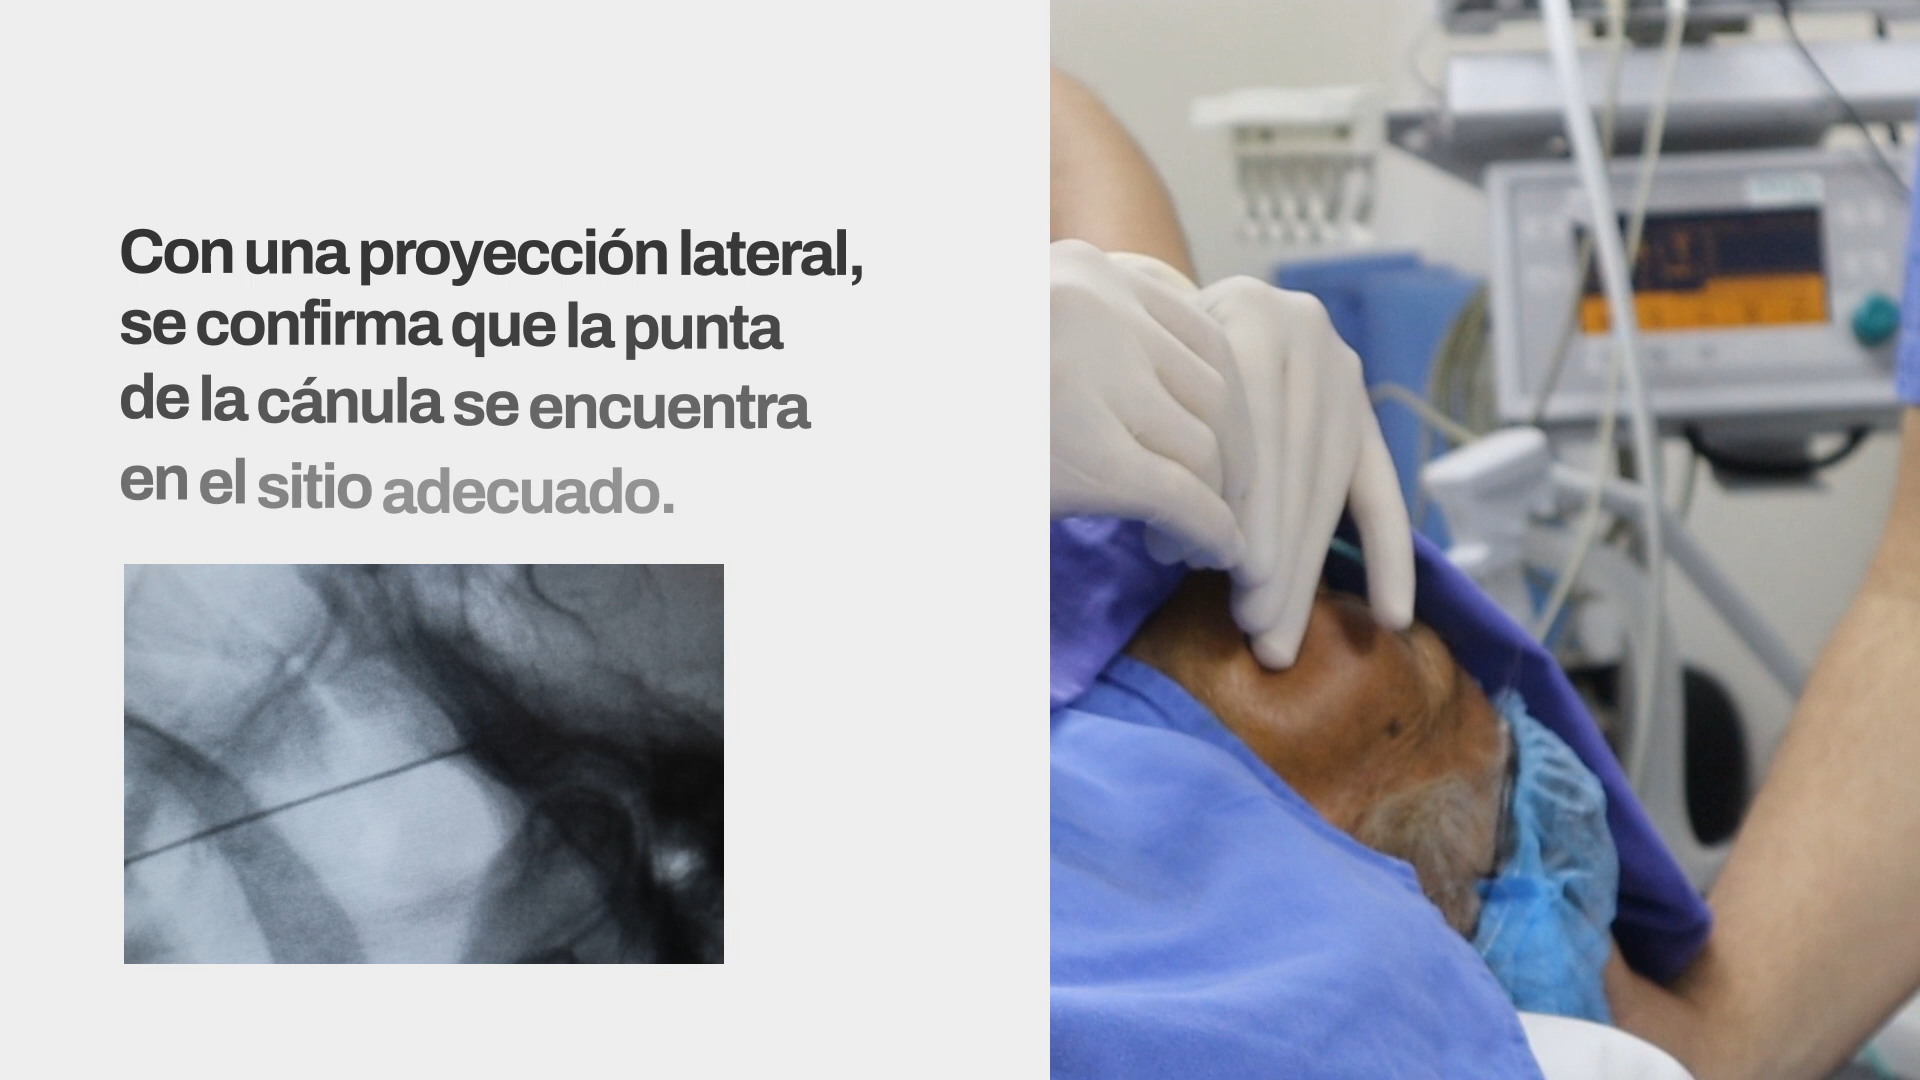 Con una proyección lateral,
se confirma que la punta
de la cánula se encuentra
en el sitio adecuado.